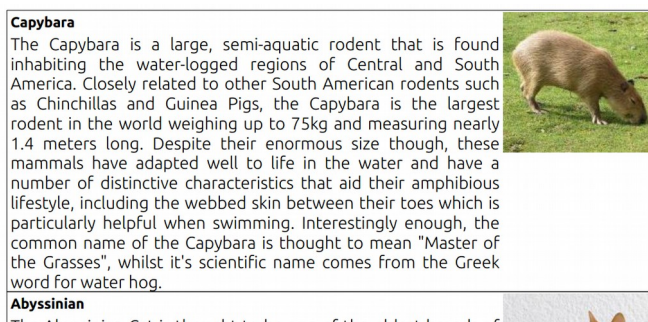 Capybara
The Capybara is a large, semi-aquatic rodent that is found
inhabiting the water-logged regions of Central and South
America. Closely related to other South American rodents such
as Chinchillas and Guinea Pigs, the Capybara is the largest
rodent in the world weighing up to 75kg and measuring nearly
1.4 meters long. Despite their enormous size though, these
mammals have adapted well to life in the water and have a
number of distinctive characteristics that aid their amphibious
lifestyle, including the webbed skin between their toes which is
particularly helpful when swimming. Interestingly enough, the
common name of the Capybara is thought to mean "Master of
the Grasses", whilst it's scientific name comes from the Greek
word for water hog.
Abyssinian